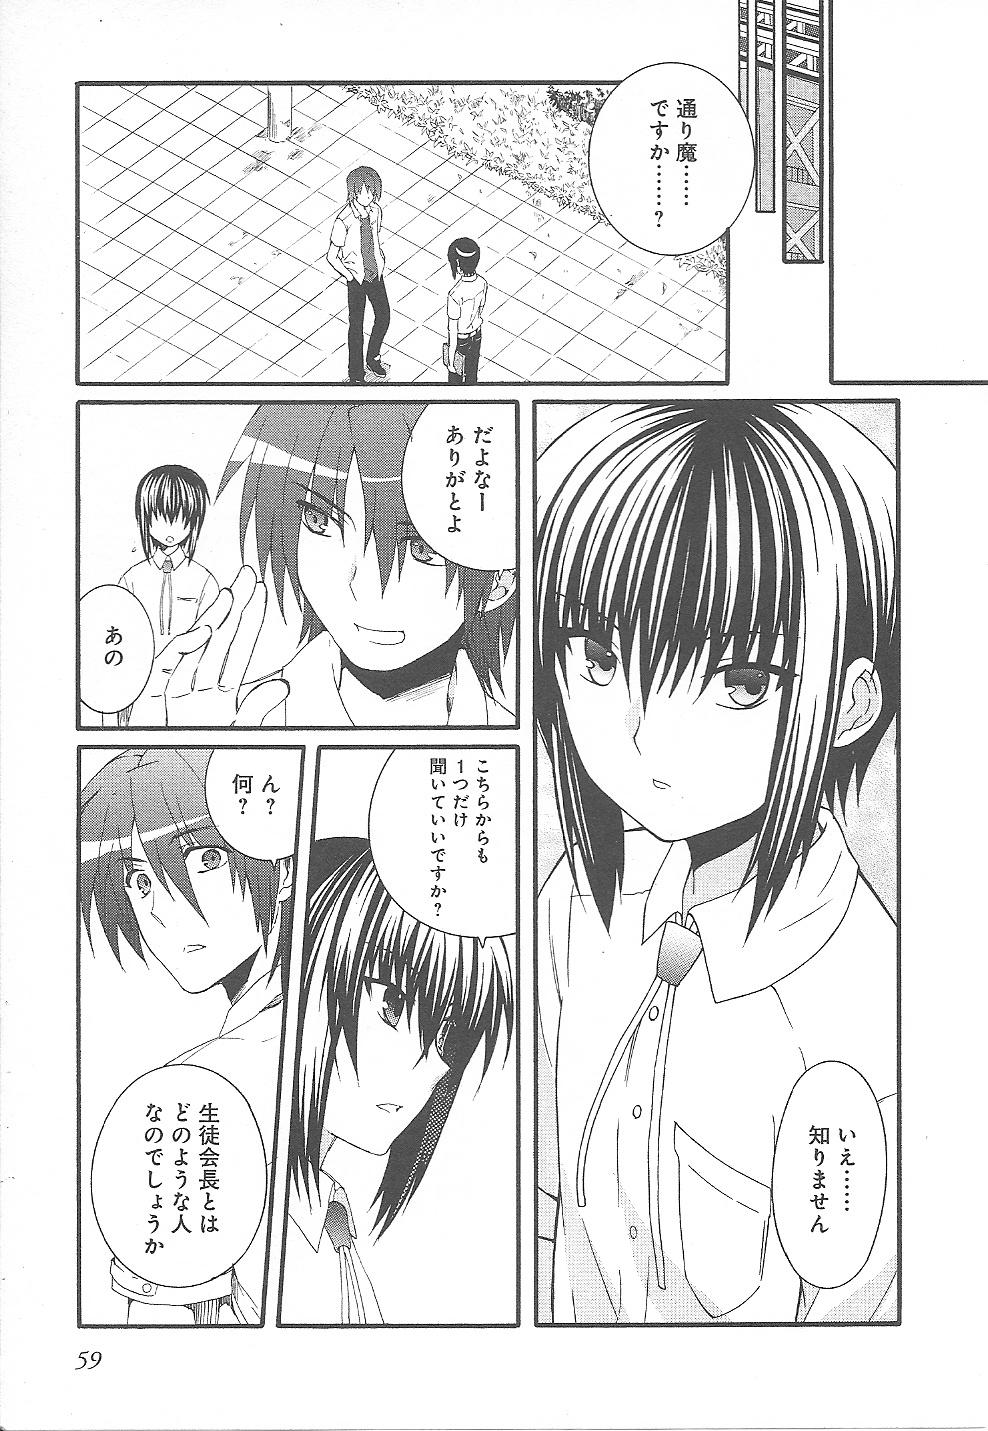 通り魔……
ですか……?
いえ……
知りません
だよなー
ありがとよ
あの
こちらからも
1つだけ
聞いていいですか?
ん?
何?
生徒会長とは
どのような人
なのでしょうか
59